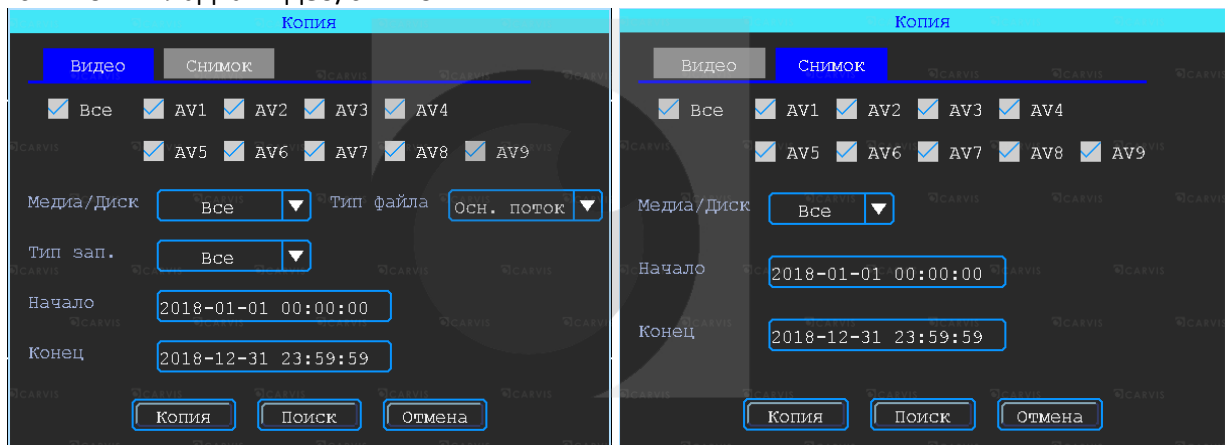 Копия
Видео Снимок
Все AV1 AV2 AV3 AV4
AV5 AV6 AV7 AV8 AV9
Медиа/Диск Все Тип файла Осн. поток
Тип зап. Все
Начало 2018-01-01 00:00:00
Конец 2018-12-31 23:59:59
Копия Поиск Отмена
Копия
Видео Снимок
Все AV1 AV2 AV3 AV4
AV5 AV6 AV7 AV8 AV9
Медиа/Диск Все
Начало 2018-01-01 00:00:00
Конец 2018-12-31 23:59:59
Копия Поиск Отмена
CARVIS